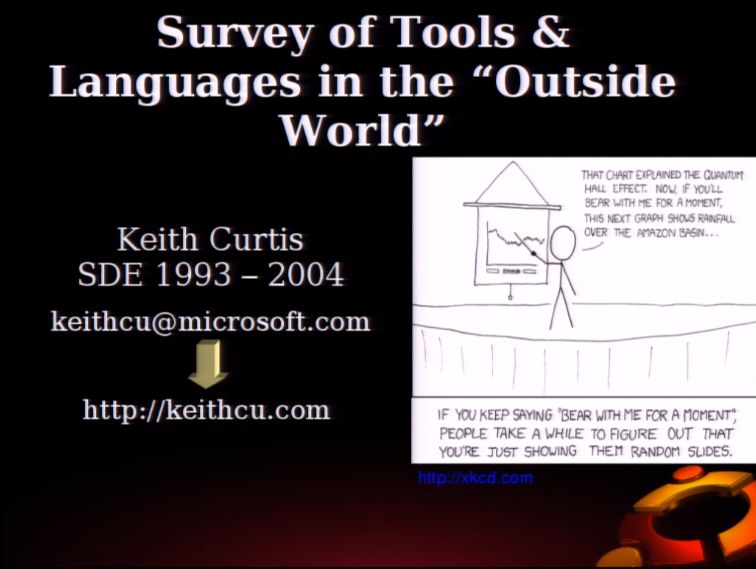 Survey of Tools &
Languages in the “Outside
World”
Keith Curtis
SDE 1993 – 2004
keithcu@microsoft.com
http://keithcu.com
THAT CHART EXPLAINED THE QUANTUM
HALL EFFECT. NOW, IF YOU'LL
BEAR WITH ME FOR A MOMENT,
THIS NEXT GRAPH SHOWS RAINFALL
OVER THE AMAZON BASIN...
IF YOU KEEP SAYING "BEAR WITH ME FOR A MOMENT",
PEOPLE TAKE A WHILE TO FIGURE OUT THAT
YOU'RE JUST SHOWING THEM RANDOM SLIDES.
http://xkcd.com